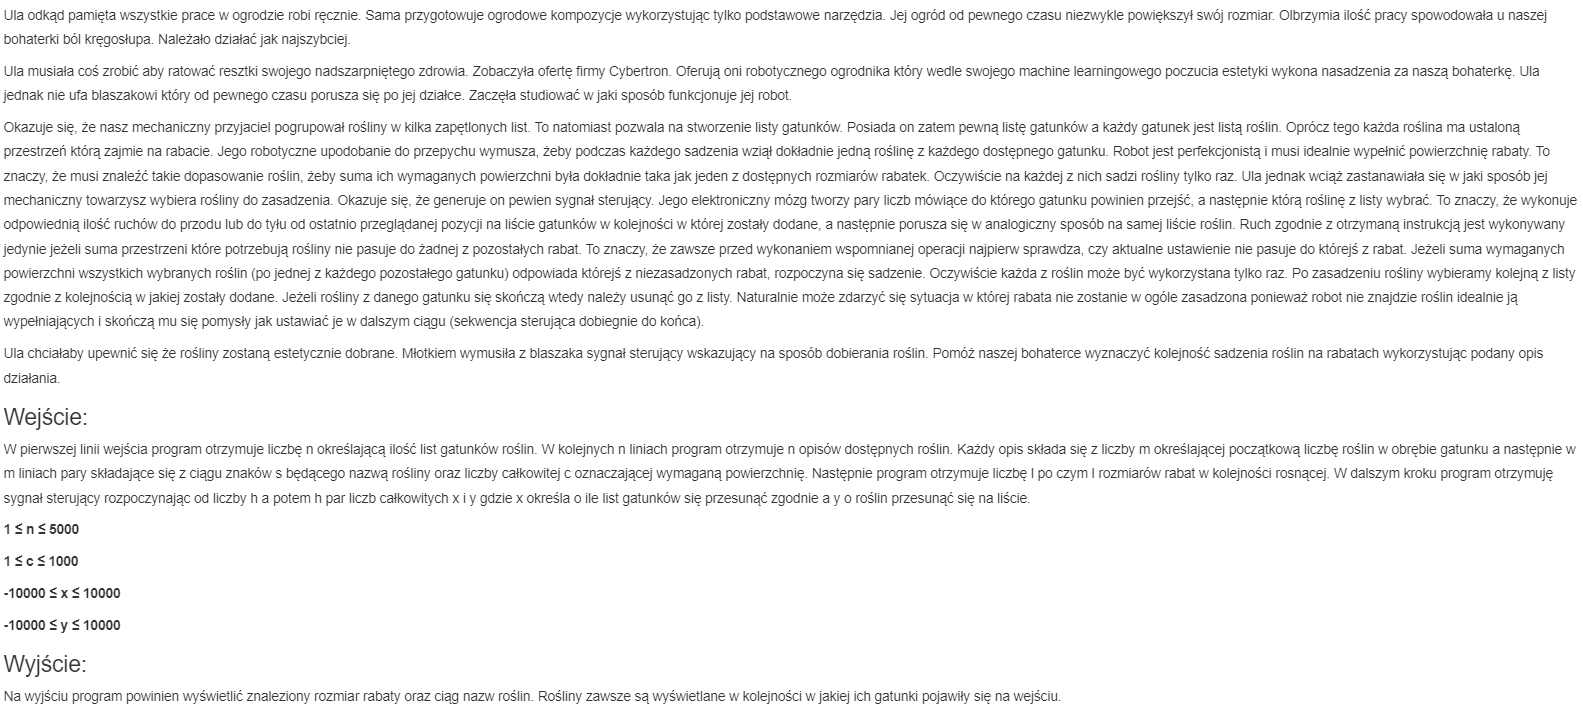 Ula odkąd pamięta wszystkie prace w ogrodzie robi ręcznie. Sama przygotowuje ogrodowe kompozycje wykorzystując tylko podstawowe narzędzia. Jej ogród od pewnego czasu niezwykle powiększył swój rozmiar. Olbrzymia ilość pracy spowodowała u naszej
bohaterki ból kręgosłupa. Należało działać jak najszybciej.
Ula musiała coś zrobić aby ratować resztki swojego nadszarpniętego zdrowia. Zobaczyła ofertę firmy Cybertron. Oferują oni robotycznego ogrodnika który wedle swojego machine learningowego poczucia estetyki wykona nasadzenia za naszą bohaterkę. Ula
jednak nie ufa blaszakowi który od pewnego czasu porusza się po jej działce. Zaczęła studiować w jaki sposób funkcjonuje jej robot.
Okazuje się, że nasz mechaniczny przyjaciel pogrupował rośliny w kilka zapętlonych list. To natomiast pozwala na stworzenie listy gatunków. Posiada on zatem pewną listę gatunków a każdy gatunek jest listą roślin. Oprócz tego każda roślina ma ustaloną
przestrzeń którą zajmie na rabacie. Jego robotyczne upodobanie do przepychu wymusza, żeby podczas każdego sadzenia wziął dokładnie jedną roślinę z każdego dostępnego gatunku. Robot jest perfekcjonistą i musi idealnie wypełnić powierzchnię rabaty. To
znaczy, że musi znaleźć takie dopasowanie roślin, żeby suma ich wymaganych powierzchni była dokładnie taka jak jeden z dostępnych rozmiarów rabatek. Oczywiście na każdej z nich sadzi rośliny tylko raz. Ula jednak wciąż zastanawiała się w jaki sposób jej
mechaniczny towarzysz wybiera rośliny do zasadzenia. Okazuje się, że generuje on pewien sygnał sterujący. Jego elektroniczny mózg tworzy pary liczb mówiące do którego gatunku powinien przejść, a następnie którą roślinę z listy wybrać. To znaczy, że wykonuje
odpowiednią ilość ruchów do przodu lub do tyłu od ostatnio przeglądanej pozycji na liście gatunków w kolejności w której zostały dodane, a następnie porusza się w analogiczny sposób na samej liście roślin. Ruch zgodnie z otrzymaną instrukcją jest wykonywany
jedynie jeżeli suma przestrzeni które potrzebują rośliny nie pasuje do żadnej z pozostałych rabat. To znaczy, że zawsze przed wykonaniem wspomnianej operacji najpierw sprawdza, czy aktualne ustawienie nie pasuje do którejś z rabat. Jeżeli suma wymaganych
powierzchni wszystkich wybranych roślin (po jednej z każdego pozostałego gatunku) odpowiada którejś z niezasadzonych rabat, rozpoczyna się sadzenie. Oczywiście każda z roślin może być wykorzystana tylko raz. Po zasadzeniu rośliny wybieramy kolejną z listy
zgodnie z kolejnością w jakiej zostały dodane. Jeżeli rośliny z danego gatunku się skończą wtedy należy usunąć go z listy. Naturalnie może zdarzyć się sytuacja w której rabata nie zostanie w ogóle zasadzona ponieważ robot nie znajdzie roślin idealnie ją
wypełniających i skończą mu się pomysły jak ustawiać je w dalszym ciągu (sekwencja sterująca dobiegnie do końca).
Ula chciałaby upewnić się że rośliny zostaną estetycznie dobrane. Młotkiem wymusiła z blaszaka sygnał sterujący wskazujący na sposób dobierania roślin. Pomóż naszej bohaterce wyznaczyć kolejność sadzenia roślin na rabatach wykorzystując podany opis
działania.
Wejście:
W pierwszej linii wejścia program otrzymuje liczbę n określającą ilość list gatunków roślin. W kolejnych n liniach program otrzymuje n opisów dostępnych roślin. Każdy opis składa się z liczby m określającej początkową liczbę roślin w obrębie gatunku a następnie w
m liniach pary składające się z ciągu znaków s będącego nazwą rośliny oraz liczby całkowitej c oznaczającej wymaganą powierzchnię. Następnie program otrzymuje liczbę l po czym l rozmiarów rabat w kolejności rosnącej. W dalszym kroku program otrzymuję
sygnał sterujący rozpoczynając od liczby h a potem h par liczb całkowitych x i y gdzie x określa o ile list gatunków się przesunąć zgodnie a y o roślin przesunąć się na liście.
1 ≤ n ≤ 5000
1 ≤ c ≤ 1000
-10000 ≤ x ≤ 10000
-10000 ≤ y ≤ 10000
Wyjście:
Na wyjściu program powinien wyświetlić znaleziony rozmiar rabaty oraz ciąg nazw roślin. Rośliny zawsze są wyświetlane w kolejności w jakiej ich gatunki pojawiły się na wejściu.